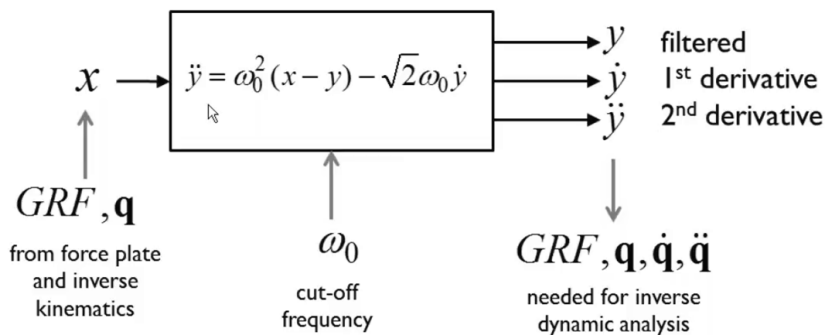 x
ÿ = ω₀²(x − y) − √2ω₀ẏ
y filtered
ẏ 1st derivative
ÿ 2nd derivative
GRF, q
from force plate
and inverse
kinematics
ω₀
cut-off
frequency
GRF, q, q̇, q̈
needed for inverse
dynamic analysis